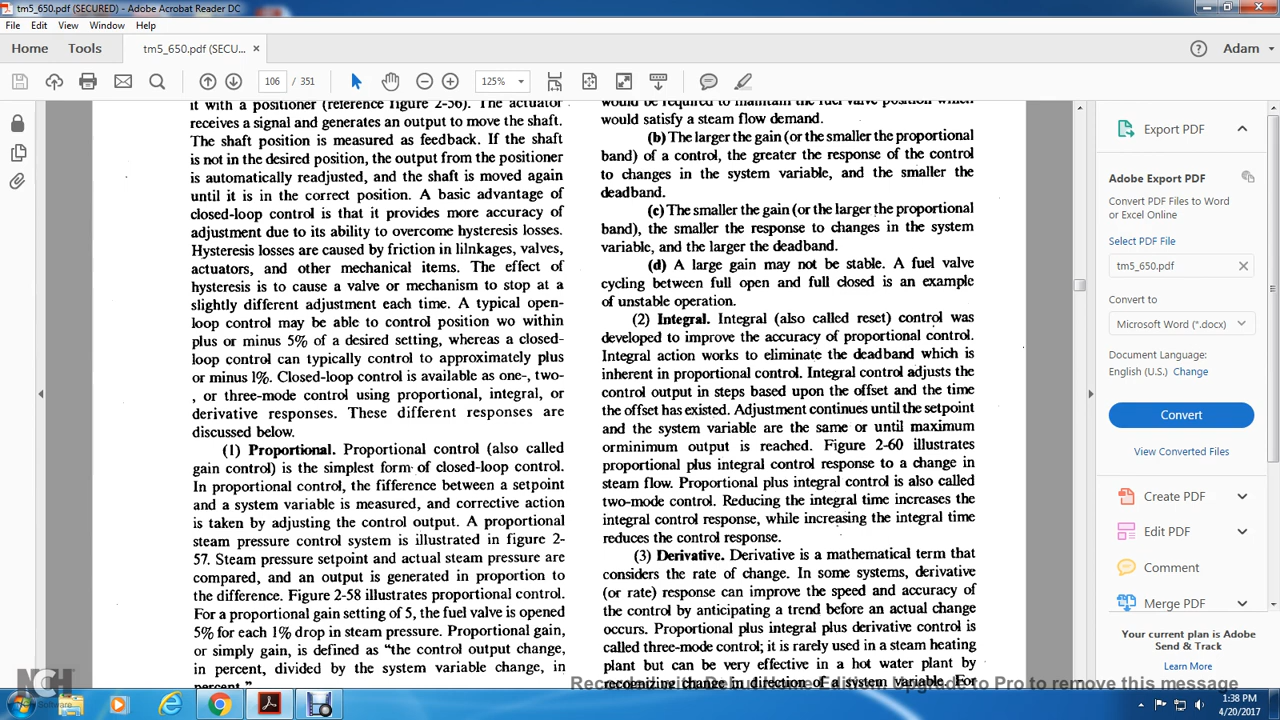 tm5_650.pdf (SECURED) - Adobe Acrobat Reader DC
File Edit View Window Help
Home Tools tm5_650.pdf (SECU... × Adam
106 / 351 125%
it with a positioner (reference figure 2-56). The actuator
receives a signal and generates an output to move the shaft.
The shaft position is measured as feedback. If the shaft
is not in the desired position, the output from the positioner
is automatically readjusted, and the shaft is moved again
until it is in the correct position. A basic advantage of
closed-loop control is that it provides more accuracy of
adjustment due to its ability to overcome hysteresis losses.
Hysteresis losses are caused by friction in lilnkages, valves,
actuators, and other mechanical items. The effect of
hysteresis is to cause a valve or mechanism to stop at a
slightly different adjustment each time. A typical open-
loop control may be able to control position wo within
plus or minus 5% of a desired setting, whereas a closed-
loop control can typically control to approximately plus
or minus 1%. Closed-loop control is available as one-, two-
, or three-mode control using proportional, integral, or
derivative responses. These different responses are
discussed below.
(1) Proportional. Proportional control (also called
gain control) is the simplest form of closed-loop control.
In proportional control, the fifference between a setpoint
and a system variable is measured, and corrective action
is taken by adjusting the control output. A proportional
steam pressure control system is illustrated in figure 2-
57. Steam pressure setpoint and actual steam pressure are
compared, and an output is generated in proportion to
the difference. Figure 2-58 illustrates proportional control.
For a proportional gain setting of 5, the fuel valve is opened
5% for each 1% drop in steam pressure. Proportional gain,
or simply gain, is defined as “the control output change,
in percent, divided by the system variable change, in
percent.”
would be required to maintain the fuel valve position which
would satisfy a steam flow demand.
(b) The larger the gain (or the smaller the proportional
band) of a control, the greater the response of the control
to changes in the system variable, and the smaller the
deadband.
(c) The smaller the gain (or the larger the proportional
band), the smaller the response to changes in the system
variable, and the larger the deadband.
(d) A large gain may not be stable. A fuel valve
cycling between full open and full closed is an example
of unstable operation.
(2) Integral. Integral (also called reset) control was
developed to improve the accuracy of proportional control.
Integral action works to eliminate the deadband which is
inherent in proportional control. Integral control adjusts the
control output in steps based upon the offset and the time
the offset has existed. Adjustment continues until the setpoint
and the system variable are the same or until maximum
orminimum output is reached. Figure 2-60 illustrates
proportional plus integral control response to a change in
steam flow. Proportional plus integral control is also called
two-mode control. Reducing the integral time increases the
integral control response, while increasing the integral time
reduces the control response.
(3) Derivative. Derivative is a mathematical term that
considers the rate of change. In some systems, derivative
(or rate) response can improve the speed and accuracy of
the control by anticipating a trend before an actual change
occurs. Proportional plus integral plus derivative control is
called three-mode control; it is rarely used in a steam heating
plant but can be very effective in a hot water plant by
recognizing change in direction of a system variable. For
Export PDF
Adobe Export PDF
Convert PDF Files to Word
or Excel Online
Select PDF File
tm5_650.pdf
Convert to
Microsoft Word (*.docx)
Document Language:
English (U.S.) Change
Convert
View Converted Files
Create PDF
Edit PDF
Comment
Merge PDF
Your current plan is Adobe
Send & Track
Learn More
NCH
Software
to Pro to remove this message
1:38 PM
4/20/2017